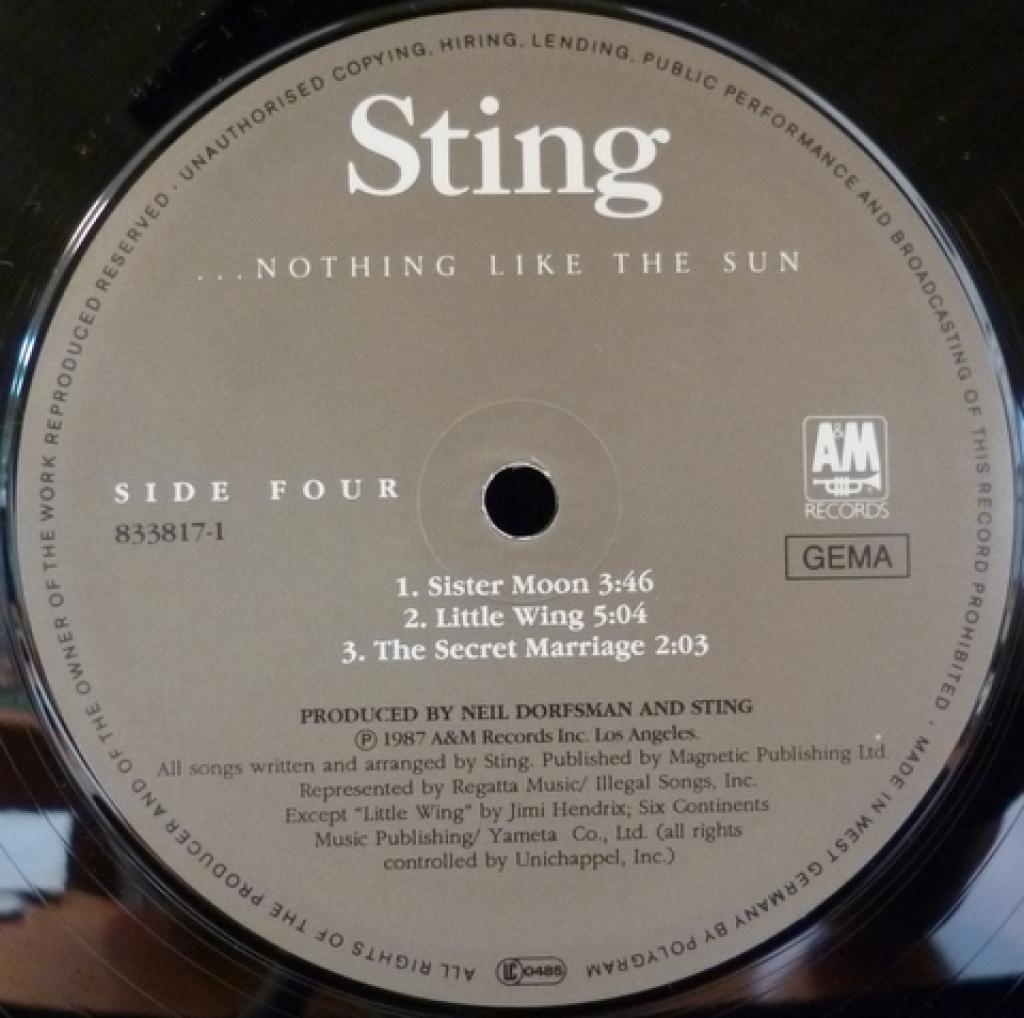 Sting
...NOTHING LIKE THE SUN
SIDE FOUR
833817-1
A&M
RECORDS
GEMA
1. Sister Moon 3:46
2. Little Wing 5:04
3. The Secret Marriage 2:03
PRODUCED BY NEIL DORFSMAN AND STING
Ⓟ 1987 A&M Records Inc. Los Angeles.
All songs written and arranged by Sting. Published by Magnetic Publishing Ltd.
Represented by Regatta Music/ Illegal Songs, Inc.
Except "Little Wing" by Jimi Hendrix; Six Continents
Music Publishing/ Yameta Co., Ltd. (all rights
controlled by Unichappel, Inc.)
ALL RIGHTS OF THE PRODUCER AND OF THE OWNER OF THE WORK REPRODUCED RESERVED · UNAUTHORISED COPYING, HIRING, LENDING, PUBLIC PERFORMANCE AND BROADCASTING OF THIS RECORD PROHIBITED · MADE IN WEST GERMANY BY POLYGRAM
LC 0485